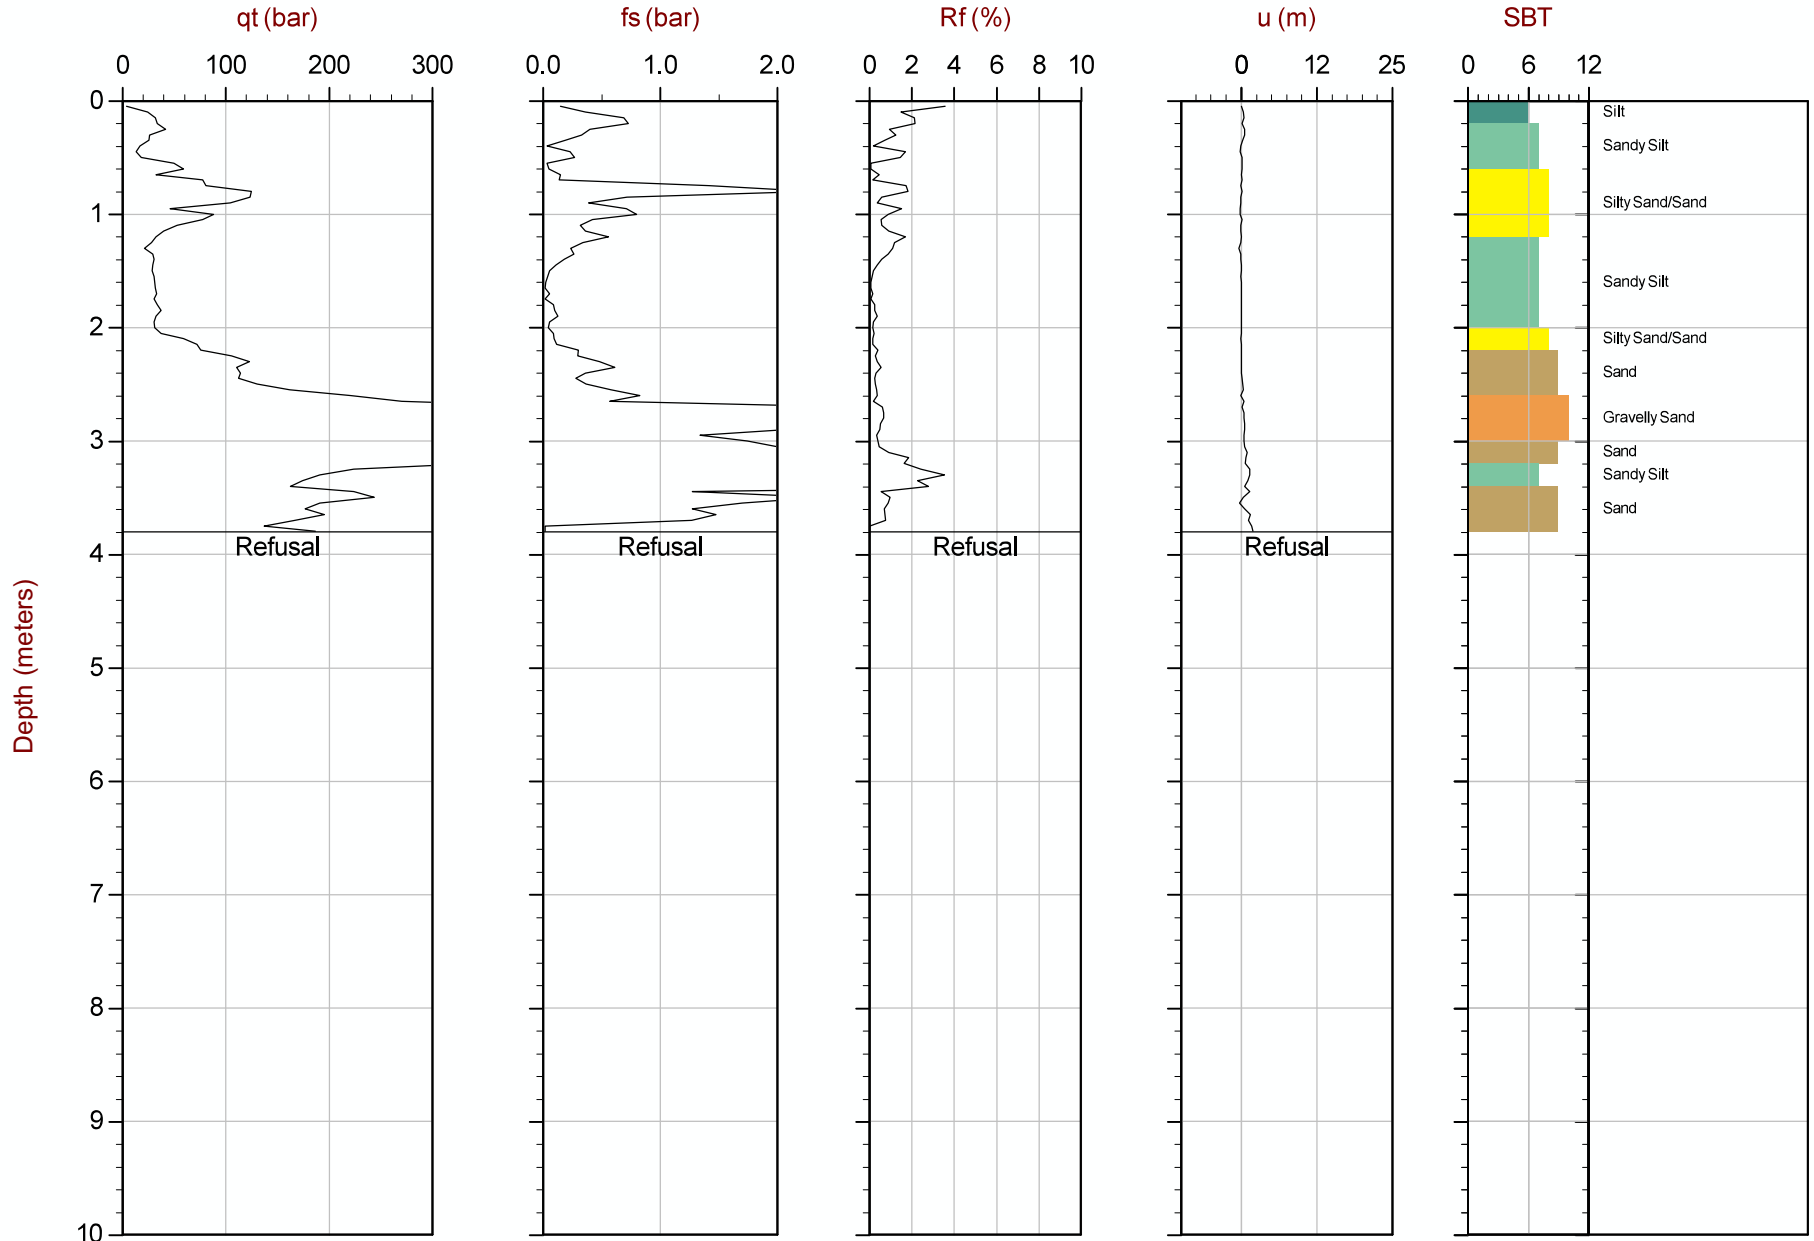 qt (bar) fs (bar) Rf (%) u (m) SBT
0 100 200 300 0.0 1.0 2.0 0 2 4 6 8 10 0 12 25 0 6 12
0
Silt
Sandy Silt
Silty Sand/Sand
1
Sandy Silt
2
Silty Sand/Sand
Sand
Gravelly Sand
3
Sand
Sandy Silt
Sand
Refusal Refusal Refusal Refusal
4
5
Depth (meters)
6
7
8
9
10